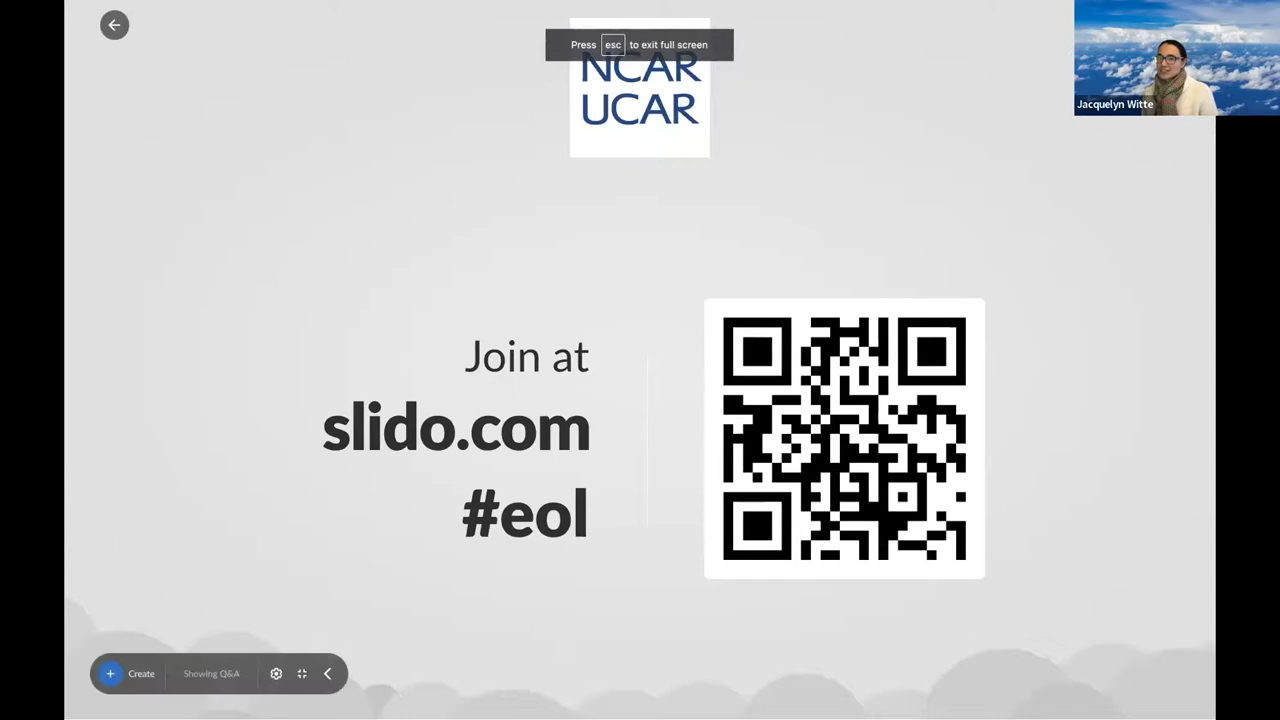 Press esc to exit full screen
NCAR
UCAR
Jacquelyn Witte
Join at
slido.com
#eol
Create
Showing Q&A